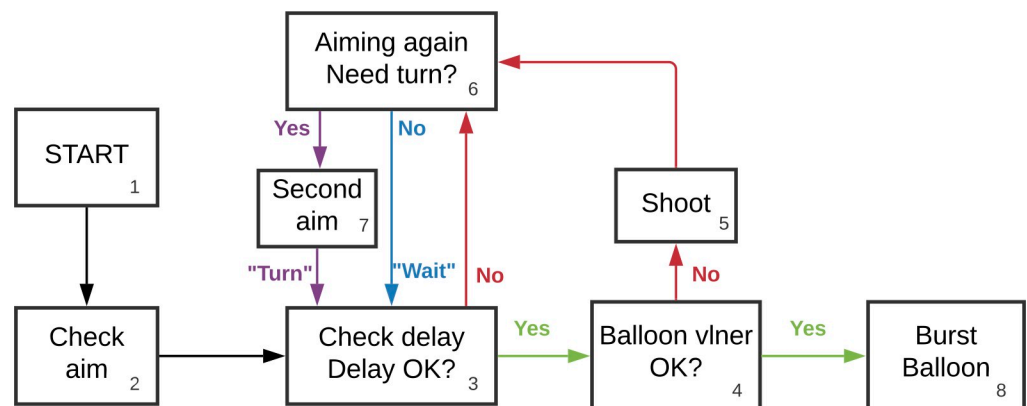 Aiming again
Need turn?
6
START
1
Yes
No
Second
aim
7
Shoot
5
"Turn"
"Wait"
No
No
Check
aim
2
Check delay
Delay OK?
3
Yes
Balloon vlner
OK?
4
Yes
Burst
Balloon
8